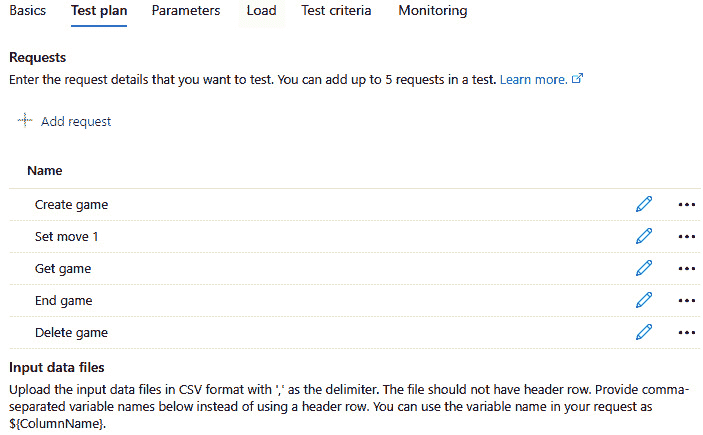 Basics Test plan Parameters Load Test criteria Monitoring
Requests
Enter the request details that you want to test. You can add up to 5 requests in a test. Learn more.
Add request
Name
Create game
Set move 1
Get game
End game
Delete game
Input data files
Upload the input data files in CSV format with ',' as the delimiter. The file should not have header row. Provide comma-
separated variable names below instead of using a header row. You can use the variable name in your request as
${ColumnName}.